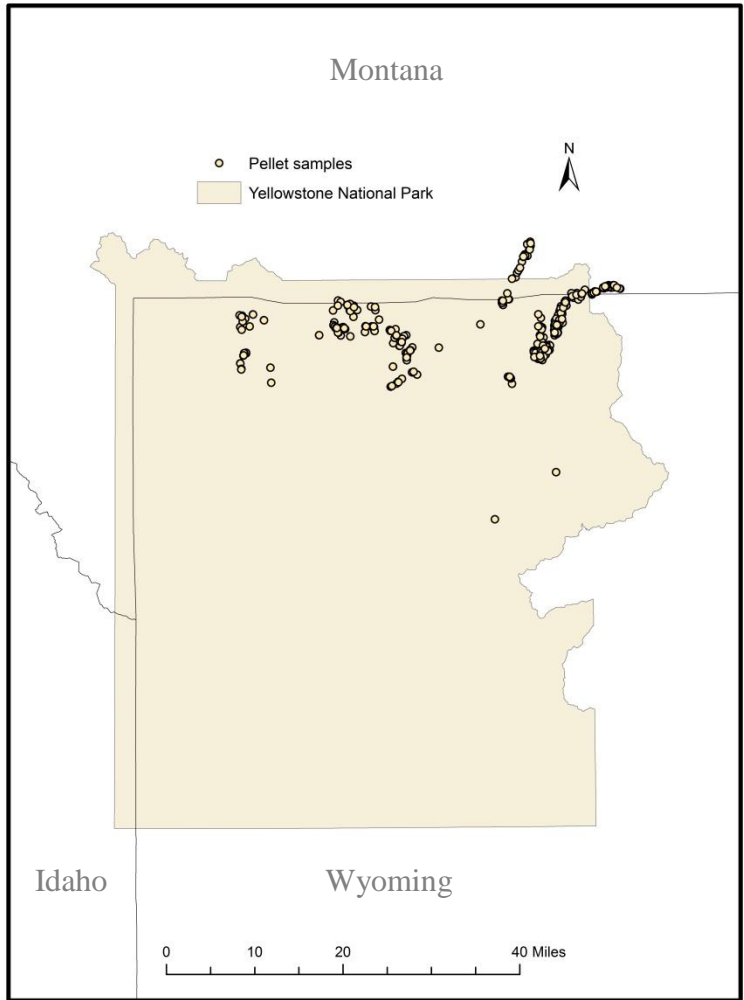 Montana
N
Pellet samples
Yellowstone National Park
Idaho
Wyoming
0 10 20 40 Miles